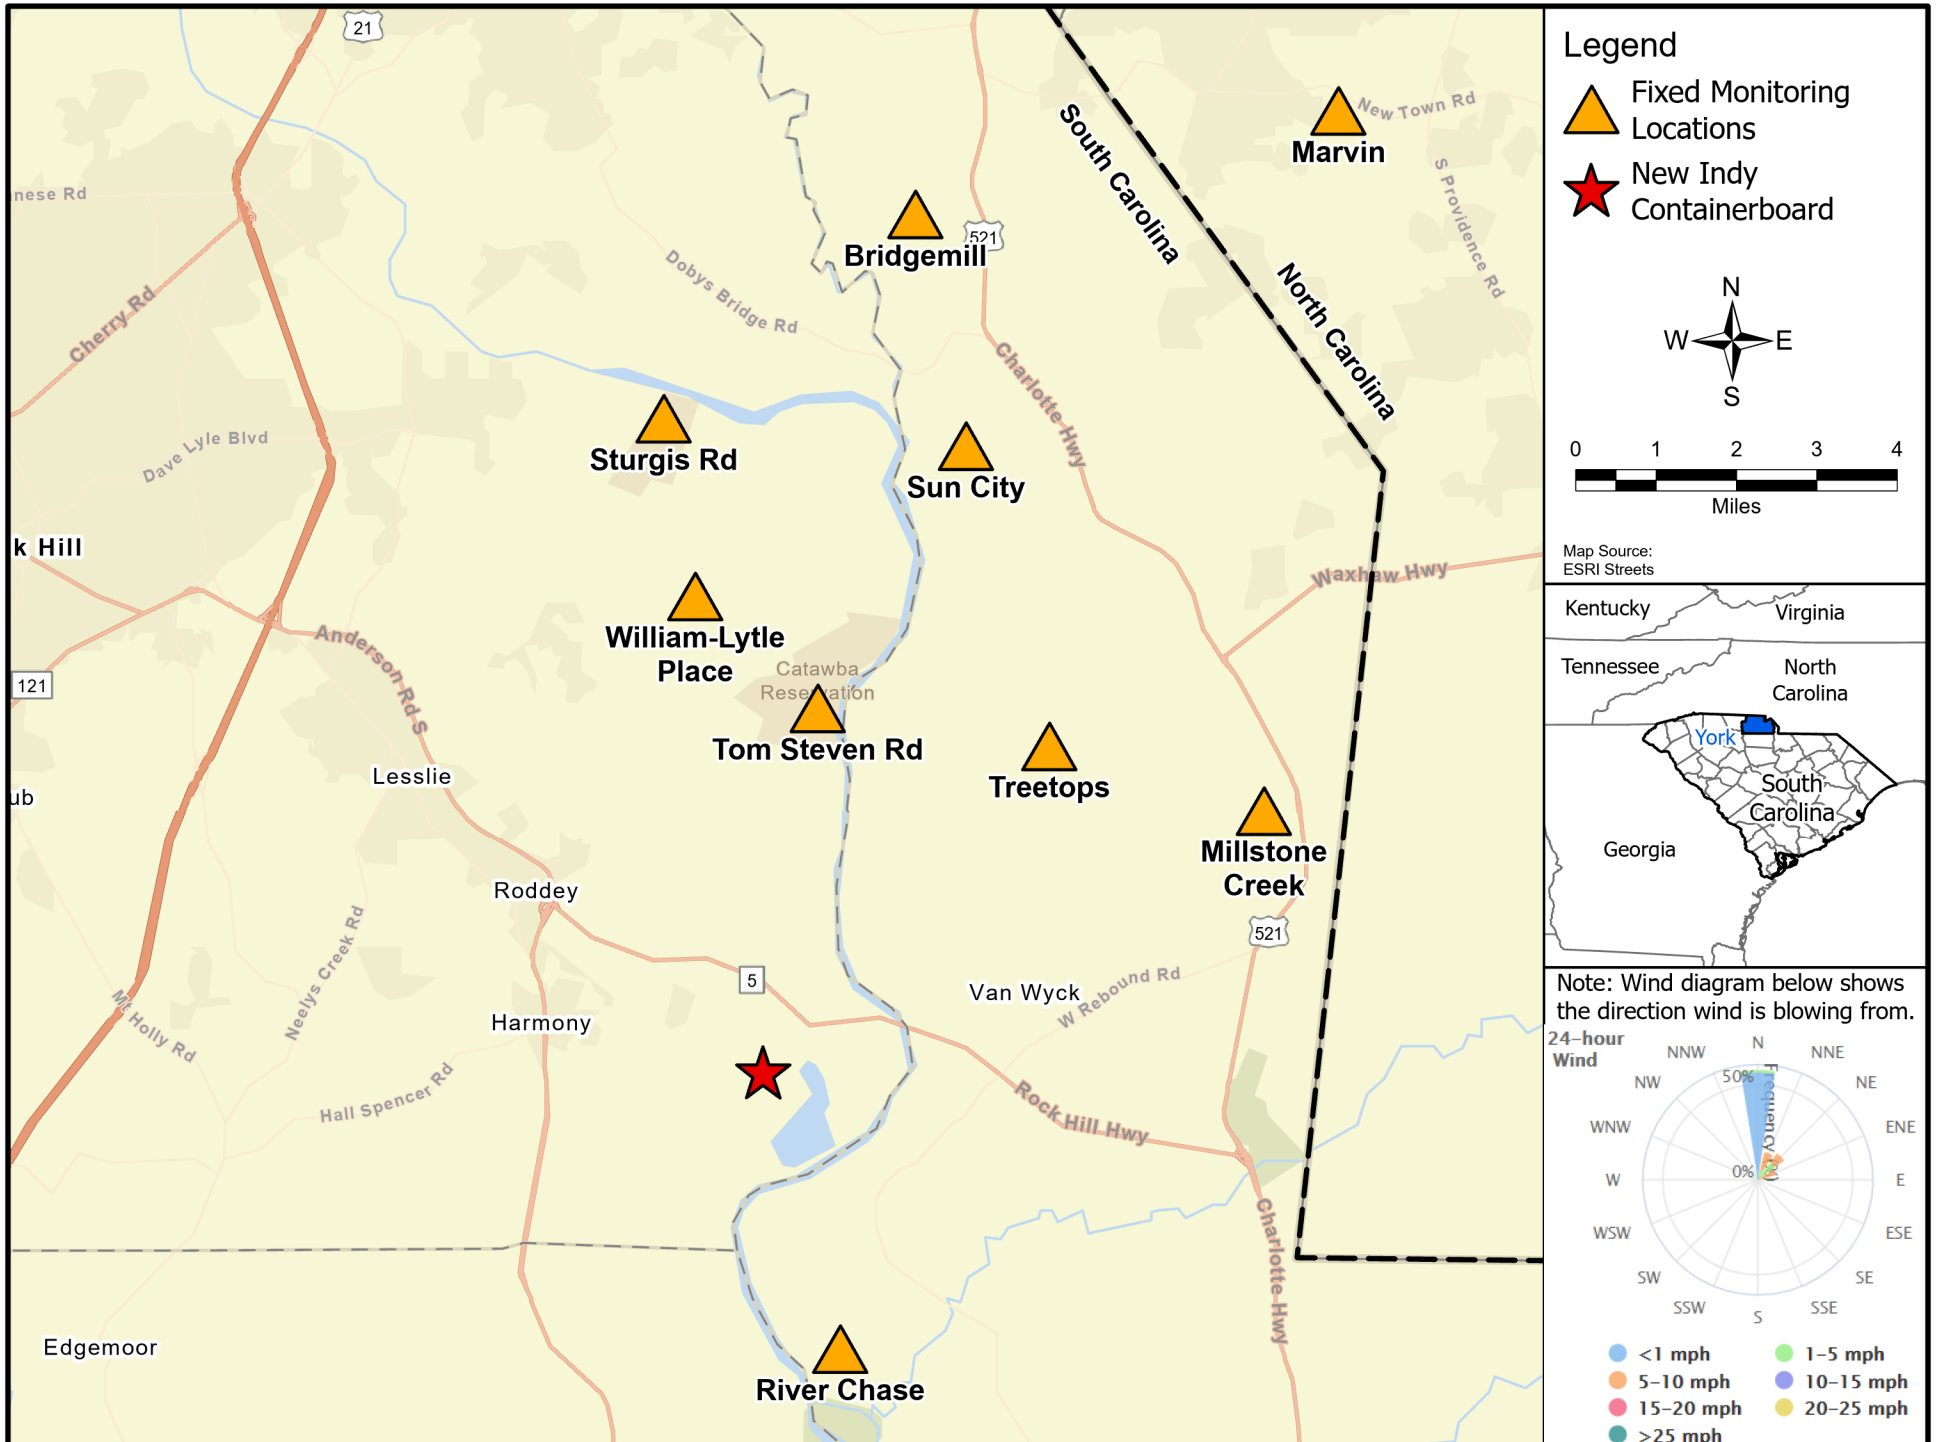 21
New Town Rd
Marvin
South Carolina
S Providence Rd
nese Rd
Bridgemill
521
North Carolina
Dobys Bridge Rd
Cherry Rd
Charlotte Hwy
Dave Lyle Blvd
Sturgis Rd
Sun City
k Hill
Waxhaw Hwy
William-Lytle
Place
Anderson Rd S
Catawba
Reservation
121
Tom Steven Rd
Lesslie
Treetops
ub
Millstone
Creek
Roddey
521
Neelys Creek Rd
5
Van Wyck
W Rebound Rd
Mt Holly Rd
Harmony
Hall Spencer Rd
Rock Hill Hwy
Charlotte Hwy
Edgemoor
River Chase
Legend
Fixed Monitoring
Locations
New Indy
Containerboard
N
W
E
S
0 1 2 3 4
Miles
Map Source:
ESRI Streets
Kentucky
Virginia
Tennessee
North
Carolina
York
South
Carolina
Georgia
Note: Wind diagram below shows
the direction wind is blowing from.
24-hour
Wind
N
NNW
NNE
NW
NE
50%
Frequency
WNW
ENE
0%
W
E
WSW
ESE
SW
SE
SSW
SSE
S
<1 mph
1-5 mph
5-10 mph
10-15 mph
15-20 mph
20-25 mph
>25 mph